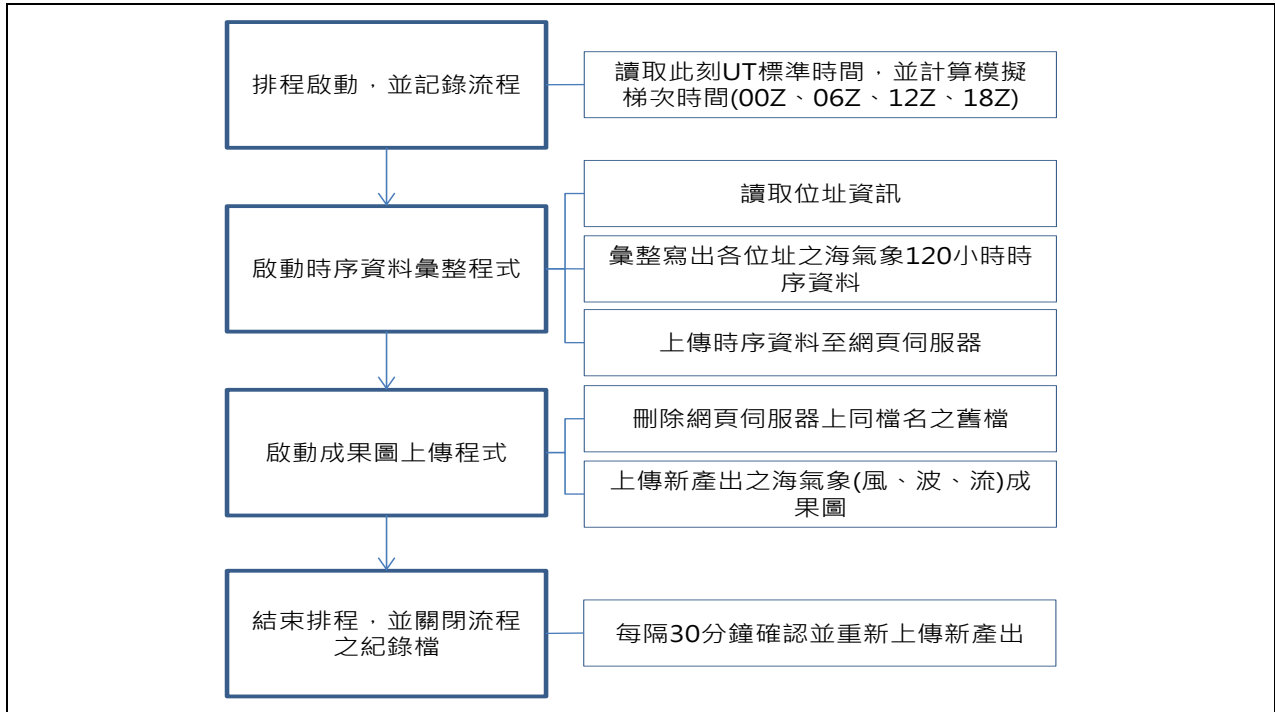 排程啟動，並記錄流程
讀取此刻UT標準時間，並計算模擬
梯次時間(00Z、06Z、12Z、18Z)
啟動時序資料彙整程式
讀取位址資訊
彙整寫出各位址之海氣象120小時時
序資料
上傳時序資料至網頁伺服器
啟動成果圖上傳程式
刪除網頁伺服器上同檔名之舊檔
上傳新產出之海氣象(風、波、流)成
果圖
結束排程，並關閉流程
之紀錄檔
每隔30分鐘確認並重新上傳新產出